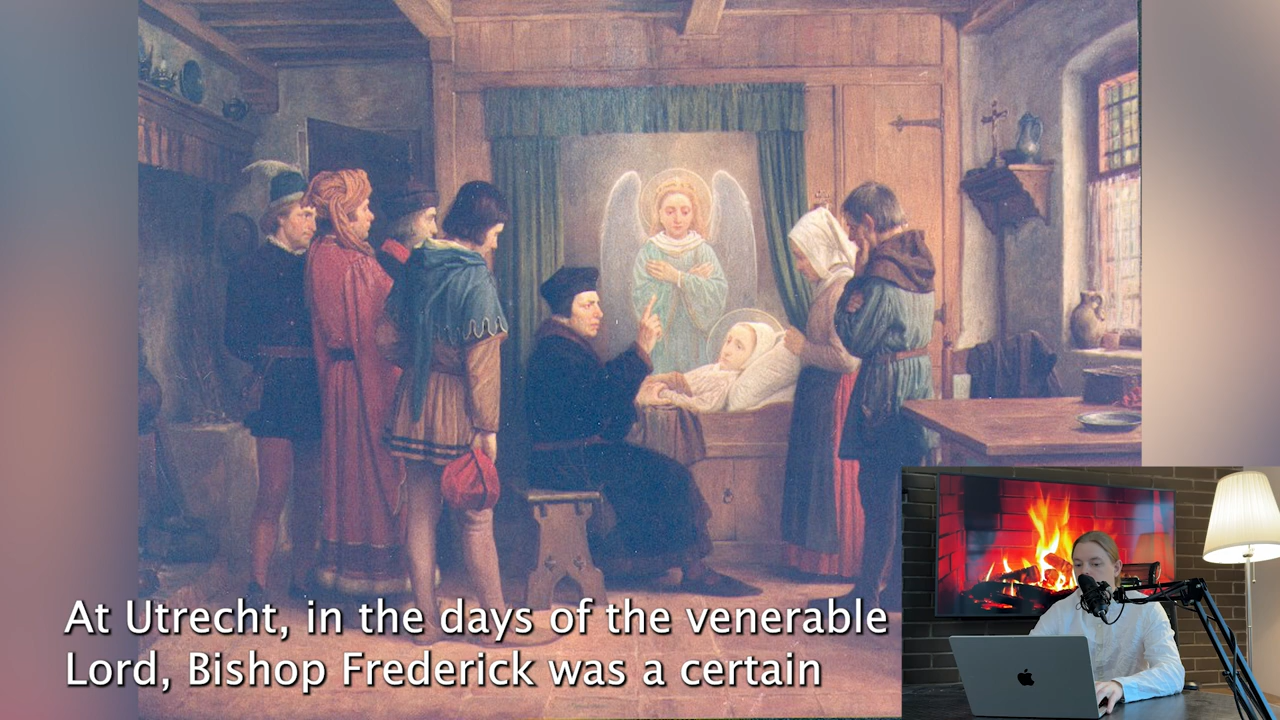 At Utrecht, in the days of the venerable
Lord, Bishop Frederick was a certain